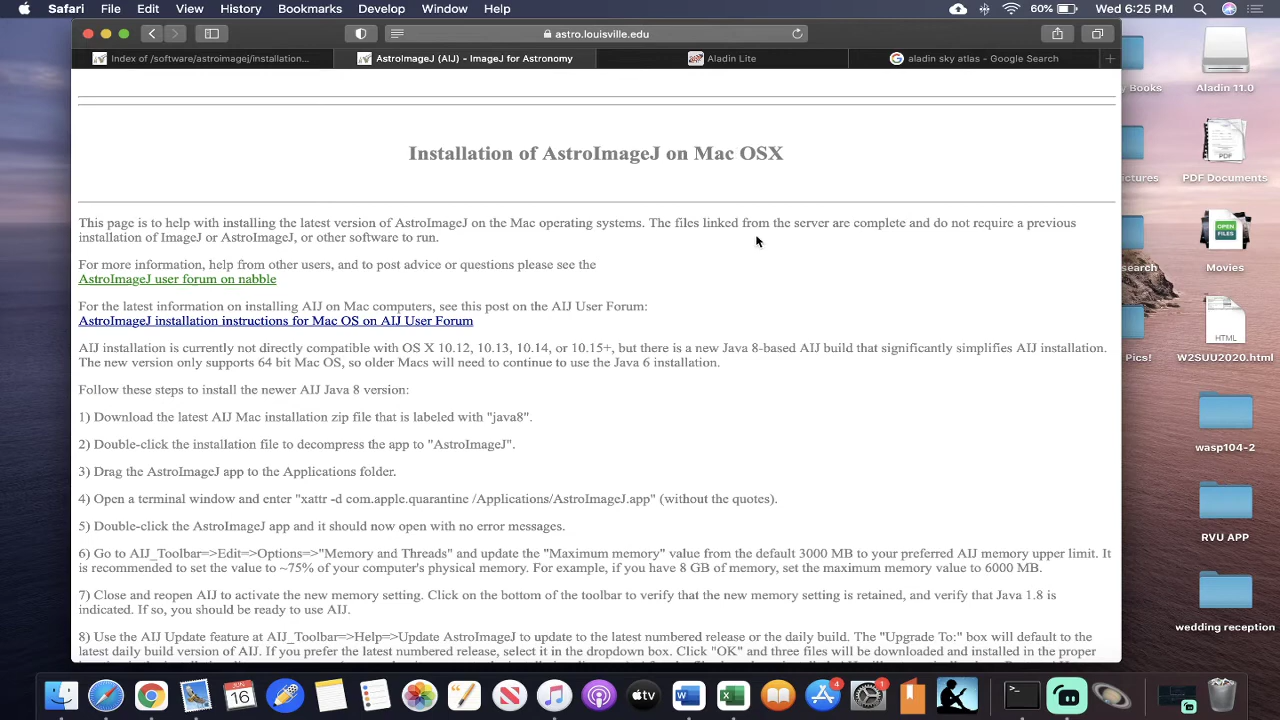 Safari File Edit View History Bookmarks Window Help 60% Wed 6:25 PM
astro.louisville.edu
Index of /software/astroimagej/installation... AstroImageJ (AIJ) - ImageJ for Astronomy Aladin Lite aladin sky atlas - Google Search
Installation of AstroImageJ on Mac OSX
This page is to help with installing the latest version of AstroImageJ on the Mac operating systems. The files linked from the server are complete and do not require a previous
installation of ImageJ or AstroImageJ, or other software to run.
For more information, help from other users, and to post advice or questions please see the
AstroImageJ user forum on nabble
For the latest information on installing AIJ on Mac computers, see this post on the AIJ User Forum:
AstroImageJ installation instructions for Mac OS on AIJ User Forum
AIJ installation is currently not directly compatible with OS X 10.12, 10.13, 10.14, or 10.15+, but there is a new Java 8-based AIJ build that significantly simplifies AIJ installation.
The new version only supports 64 bit Mac OS, so older Macs will need to continue to use the Java 6 installation.
Follow these steps to install the newer AIJ Java 8 version:
1) Download the latest AIJ Mac installation zip file that is labeled with "java8".
2) Double-click the installation file to decompress the app to "AstroImageJ".
3) Drag the AstroImageJ app to the Applications folder.
4) Open a terminal window and enter "xattr -d com.apple.quarantine /Applications/AstroImageJ.app" (without the quotes).
5) Double-click the AstroImageJ app and it should now open with no error messages.
6) Go to AIJ_Toolbar=>Edit=>Options=>"Memory and Threads" and update the "Maximum memory" value from the default 3000 MB to your preferred AIJ memory upper limit. It
is recommended to set the value to ~75% of your computer's physical memory. For example, if you have 8 GB of memory, set the maximum memory value to 6000 MB.
7) Close and reopen AIJ to activate the new memory setting. Click on the bottom of the toolbar to verify that the new memory setting is retained, and verify that Java 1.8 is
indicated. If so, you should be ready to use AIJ.
8) Use the AIJ Update feature at AIJ_Toolbar=>Help=>Update AstroImageJ to update to the latest numbered release or the daily build. The "Upgrade To:" box will default to the
latest daily build version of AIJ. If you prefer the latest numbered release, select it in the dropdown box. Click "OK" and three files will be downloaded and installed in the proper
y Books
Aladin 11.0
PDF
ctures
PDF Documents
OPEN
FILES
search
Movies
HTML
Pics!
W2SUU2020.html
wasp104-2
RVU APP
wedding reception
JUN
16
tv
4
1